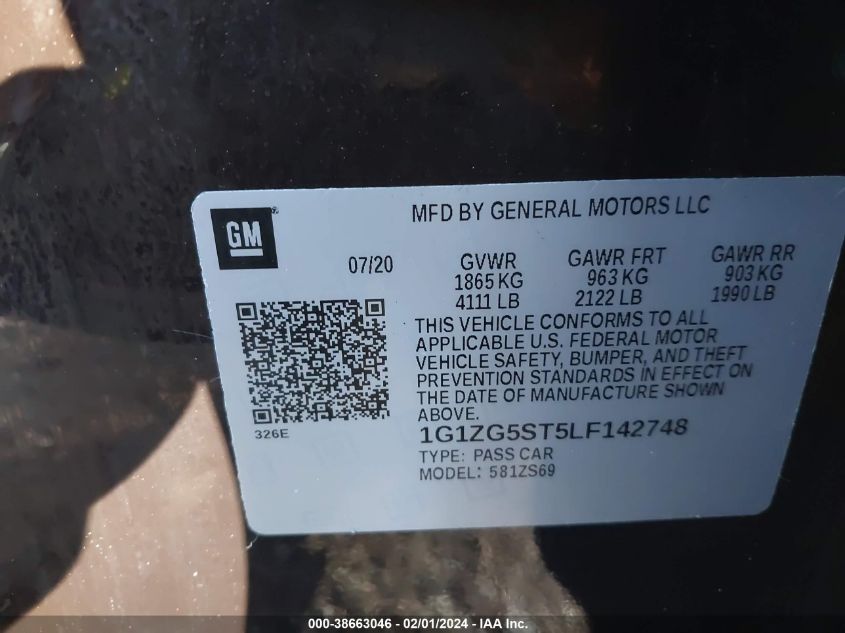 MFD BY GENERAL MOTORS LLC
GM®
07/20
GVWR GAWR FRT GAWR RR
1865 KG 963 KG 903 KG
4111 LB 2122 LB 1990 LB
THIS VEHICLE CONFORMS TO ALL
APPLICABLE U.S. FEDERAL MOTOR
VEHICLE SAFETY, BUMPER, AND THEFT
PREVENTION STANDARDS IN EFFECT ON
THE DATE OF MANUFACTURE SHOWN
ABOVE.
326E
1G1ZG5ST5LF142748
TYPE: PASS CAR
MODEL: 581ZS69
000-38663046 - 02/01/2024 - IAA Inc.